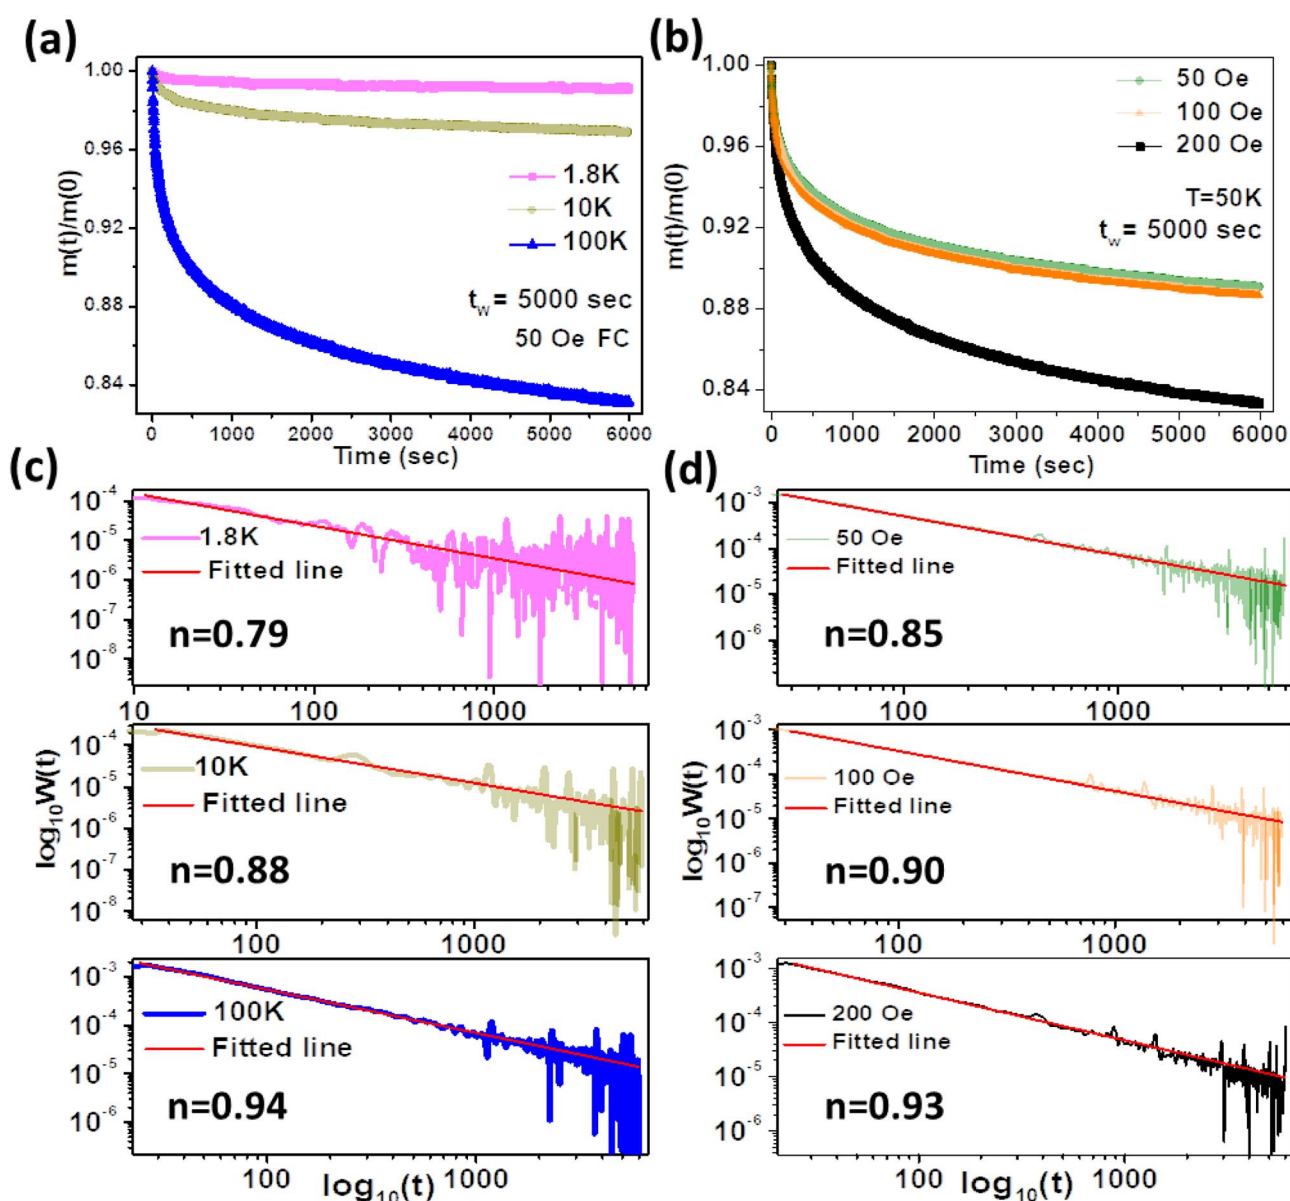 (a)
1.00
0.96
0.92
0.88
0.84
m(t)/m(0)
1.8K
10K
100K
t_w = 5000 sec
50 Oe FC
0 1000 2000 3000 4000 5000 6000
Time (sec)
(b)
1.00
0.96
0.92
0.88
0.84
m(t)/m(0)
50 Oe
100 Oe
200 Oe
T=50K
t_w = 5000 sec
0 1000 2000 3000 4000 5000 6000
Time (sec)
(c)
10⁻⁴
10⁻⁵
10⁻⁶
10⁻⁷
10⁻⁸
1.8K
Fitted line
n=0.79
10 100 1000
10⁻⁴
10⁻⁵
10⁻⁶
10⁻⁷
10⁻⁸
log₁₀W(t)
10K
Fitted line
n=0.88
100 1000
10⁻³
10⁻⁴
10⁻⁵
10⁻⁶
100K
Fitted line
n=0.94
100 1000
log₁₀(t)
(d)
10⁻³
10⁻⁴
10⁻⁵
10⁻⁶
50 Oe
Fitted line
n=0.85
100 1000
10⁻³
10⁻⁴
10⁻⁵
10⁻⁶
10⁻⁷
log₁₀W(t)
100 Oe
Fitted line
n=0.90
100 1000
10⁻³
10⁻⁴
10⁻⁵
10⁻⁶
200 Oe
Fitted line
n=0.93
100 1000
log₁₀(t)